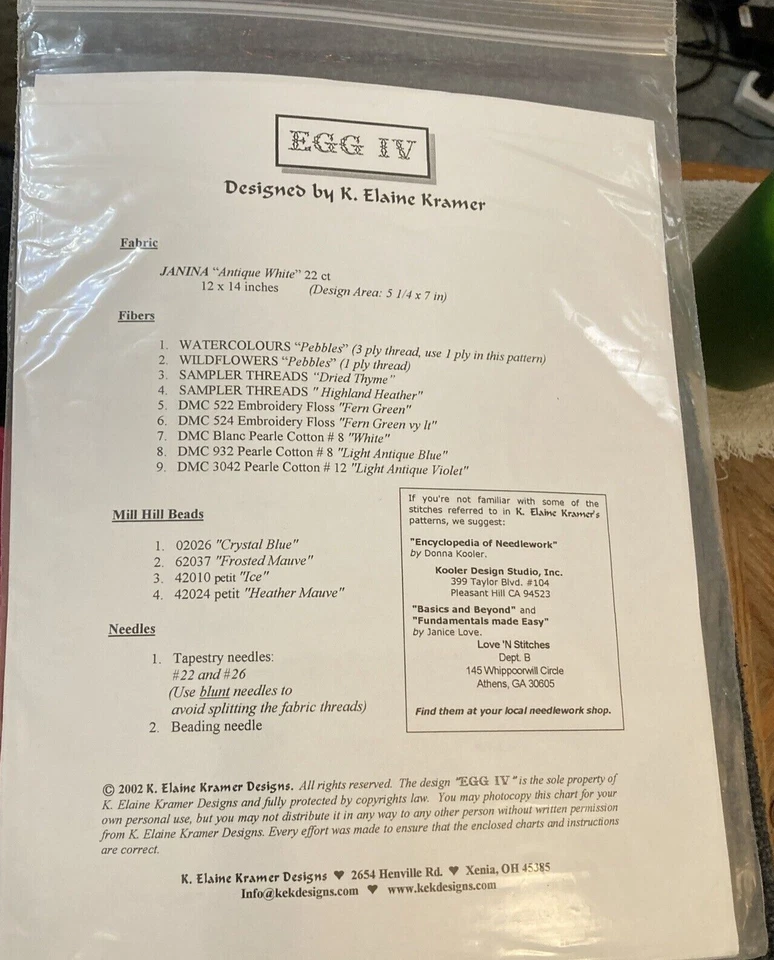 EGG IV
Designed by K. Elaine Kramer
Fabric
JANINA "Antique White" 22 ct
12 x 14 inches (Design Area: 5 1/4 x 7 in)
Fibers
1. WATERCOLOURS "Pebbles" (3 ply thread, use 1 ply in this pattern)
2. WILDFLOWERS "Pebbles" (1 ply thread)
3. SAMPLER THREADS "Dried Thyme"
4. SAMPLER THREADS " Highland Heather"
5. DMC 522 Embroidery Floss "Fern Green"
6. DMC 524 Embroidery Floss "Fern Green vy lt"
7. DMC Blanc Pearle Cotton # 8 "White"
8. DMC 932 Pearle Cotton # 8 "Light Antique Blue"
9. DMC 3042 Pearle Cotton # 12 "Light Antique Violet"
Mill Hill Beads
1. 02026 "Crystal Blue"
2. 62037 "Frosted Mauve"
3. 42010 petit "Ice"
4. 42024 petit "Heather Mauve"
Needles
1. Tapestry needles:
#22 and #26
(Use blunt needles to
avoid splitting the fabric threads)
2. Beading needle
If you're not familiar with some of the
stitches referred to in K. Elaine Kramer's
patterns, we suggest:
"Encyclopedia of Needlework"
by Donna Kooler.
Kooler Design Studio, Inc.
399 Taylor Blvd. #104
Pleasant Hill CA 94523
"Basics and Beyond" and
"Fundamentals made Easy"
by Janice Love.
Love 'N Stitches
Dept. B
145 Whippoorwill Circle
Athens, GA 30605
Find them at your local needlework shop.
© 2002 K. Elaine Kramer Designs. All rights reserved. The design "EGG IV" is the sole property of
K. Elaine Kramer Designs and fully protected by copyrights law. You may photocopy this chart for your
own personal use, but you may not distribute it in any way to any other person without written permission
from K. Elaine Kramer Designs. Every effort was made to ensure that the enclosed charts and instructions
are correct.
K. Elaine Kramer Designs ♥ 2654 Henville Rd. ♥ Xenia, OH 45385
Info@kekdesigns.com ♥ www.kekdesigns.com